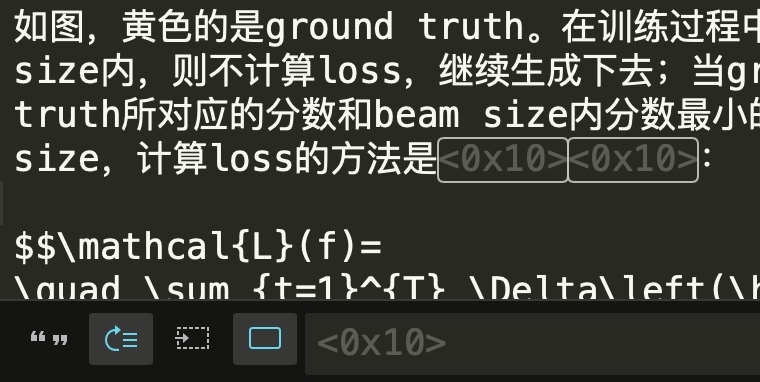 如图，黄色的是ground truth。在训练过程中
size内，则不计算loss，继续生成下去；当gr
truth所对应的分数和beam size内分数最小的
size，计算loss的方法是<0x10><0x10>：
$$\mathcal{L}(f)=
\quad \sum_{t=1}^{T} \Delta\left(\h
“ ” <0x10>